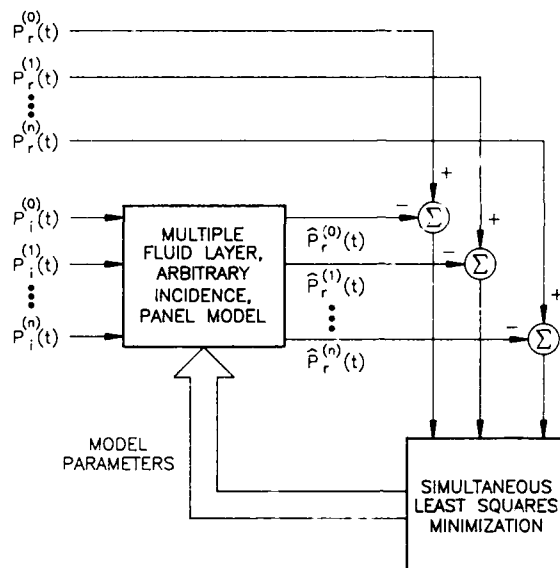 P_r^(0)(t)
P_r^(1)(t)
P_r^(n)(t)
+
P_i^(0)(t)
−
Σ
MULTIPLE
FLUID LAYER,
ARBITRARY
INCIDENCE,
PANEL MODEL
P̂_r^(0)(t)
+
P_i^(1)(t)
−
Σ
P̂_r^(1)(t)
+
P_i^(n)(t)
−
Σ
P̂_r^(n)(t)
MODEL
PARAMETERS
SIMULTANEOUS
LEAST SQUARES
MINIMIZATION